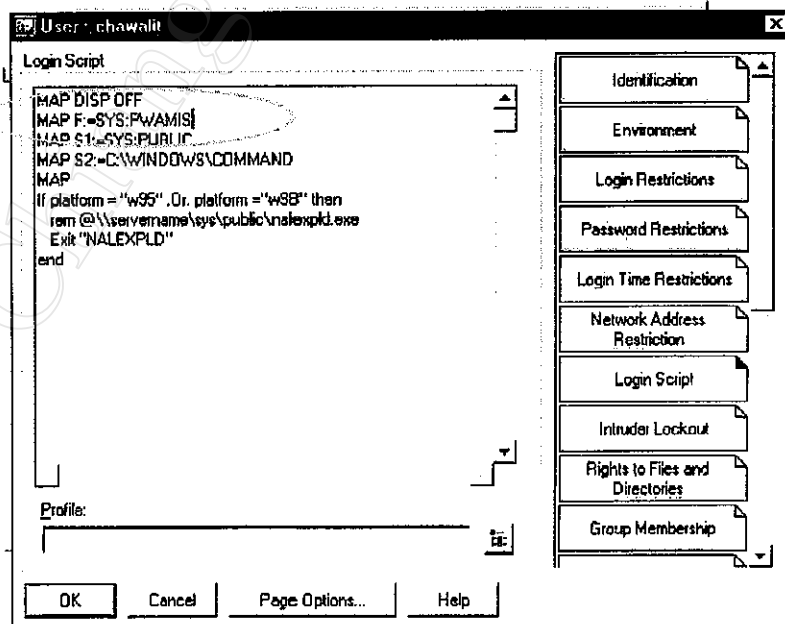 User : chawalit
Login Script
MAP DISP OFF
MAP F:=SYS:PWAMIS
MAP S1:=SYS:PUBLIC
MAP S2:=C:\WINDOWS\COMMAND
MAP
If platform = "w95" .Or. platform ="w98" then
rem @\\servername\sys\public\nalexpld.exe
Exit "NALEXPLD"
end
Profile:
OK
Cancel
Page Options...
Help
Identification
Environment
Login Restrictions
Password Restrictions
Login Time Restrictions
Network Address
Restriction
Login Script
Intruder Lockout
Rights to Files and
Directories
Group Membership